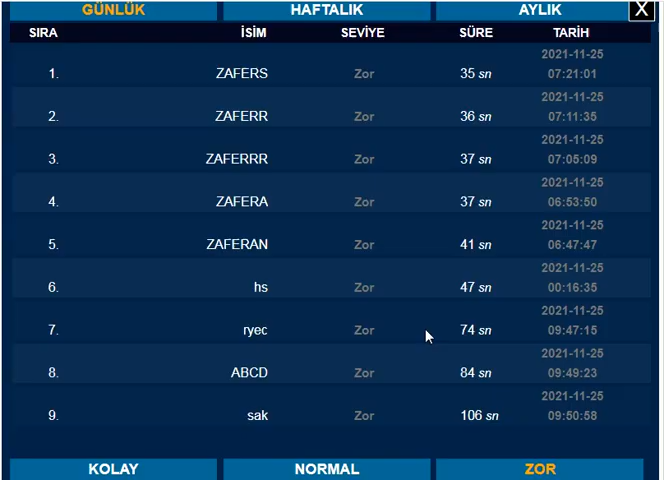 GÜNLÜK HAFTALIK AYLIK X
SIRA İSİM SEVİYE SÜRE TARİH
1. ZAFERS Zor 35 sn 2021-11-25 07:21:01
2. ZAFERR Zor 36 sn 2021-11-25 07:11:35
3. ZAFERRR Zor 37 sn 2021-11-25 07:05:09
4. ZAFERA Zor 37 sn 2021-11-25 06:53:50
5. ZAFERAN Zor 41 sn 2021-11-25 06:47:47
6. hs Zor 47 sn 2021-11-25 00:16:35
7. ryec Zor 74 sn 2021-11-25 09:47:15
8. ABCD Zor 84 sn 2021-11-25 09:49:23
9. sak Zor 106 sn 2021-11-25 09:50:58
KOLAY NORMAL ZOR